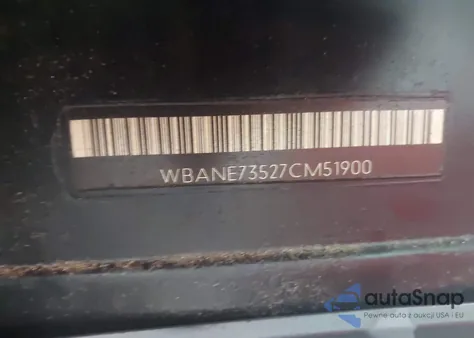 WBANE73527CM51900
autoSnap
Pewne auta z aukcji USA i EU